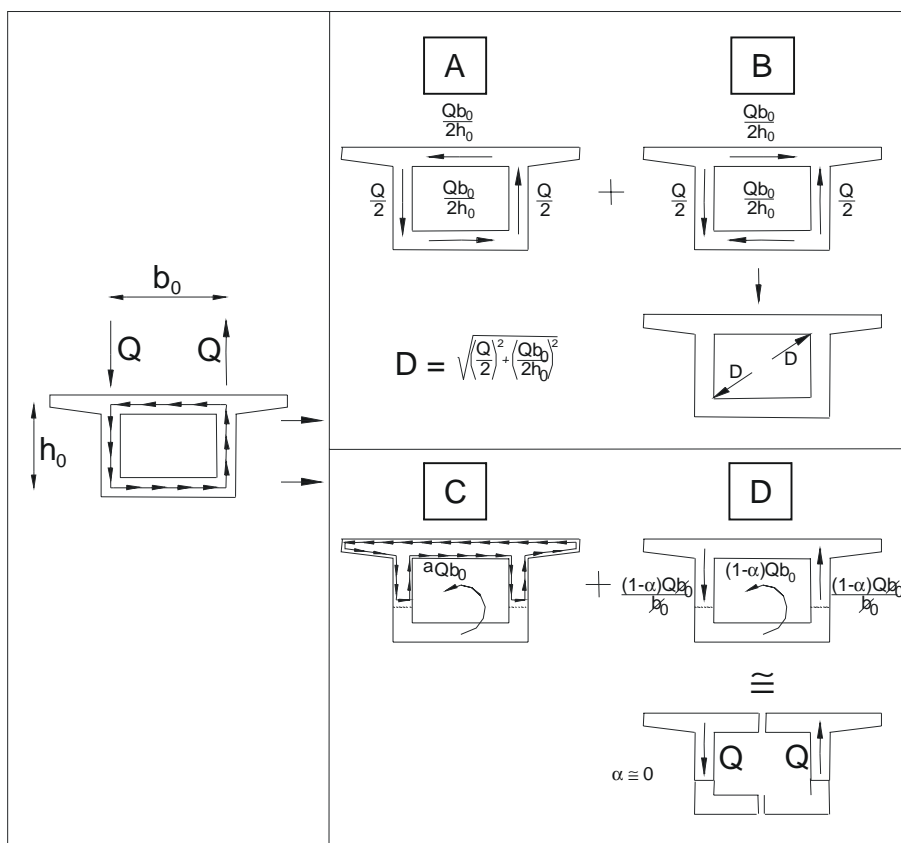 b₀
Q Q
h₀
A
Qb₀
2h₀
Q
2
Qb₀
2h₀
Q
2
+
B
Qb₀
2h₀
Q
2
Qb₀
2h₀
Q
2
D = √(Q/2)² + (Qb₀/2h₀)²
D
D
C
aQb₀
+
D
(1-α)Qb₀
b₀
(1-α)Qb₀
(1-α)Qb₀
b₀
≅
Q Q
α ≅ 0